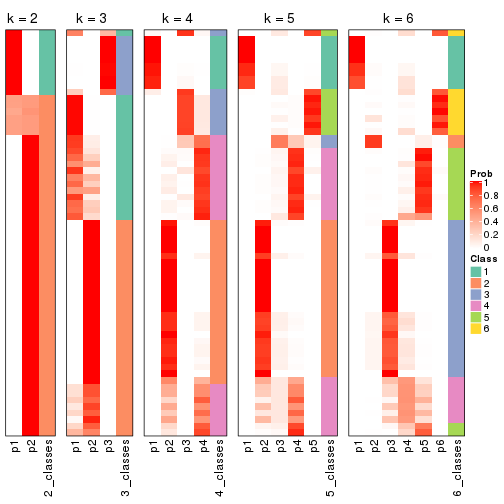 k = 2
k = 3
k = 4
k = 5
k = 6
p1
p2
2_classes
p1
p2
p3
3_classes
p1
p2
p3
p4
4_classes
p1
p2
p3
p4
p5
5_classes
p1
p2
p3
p4
p5
p6
6_classes
Prob
1
0.8
0.6
0.4
0.2
0
Class
1
2
3
4
5
6